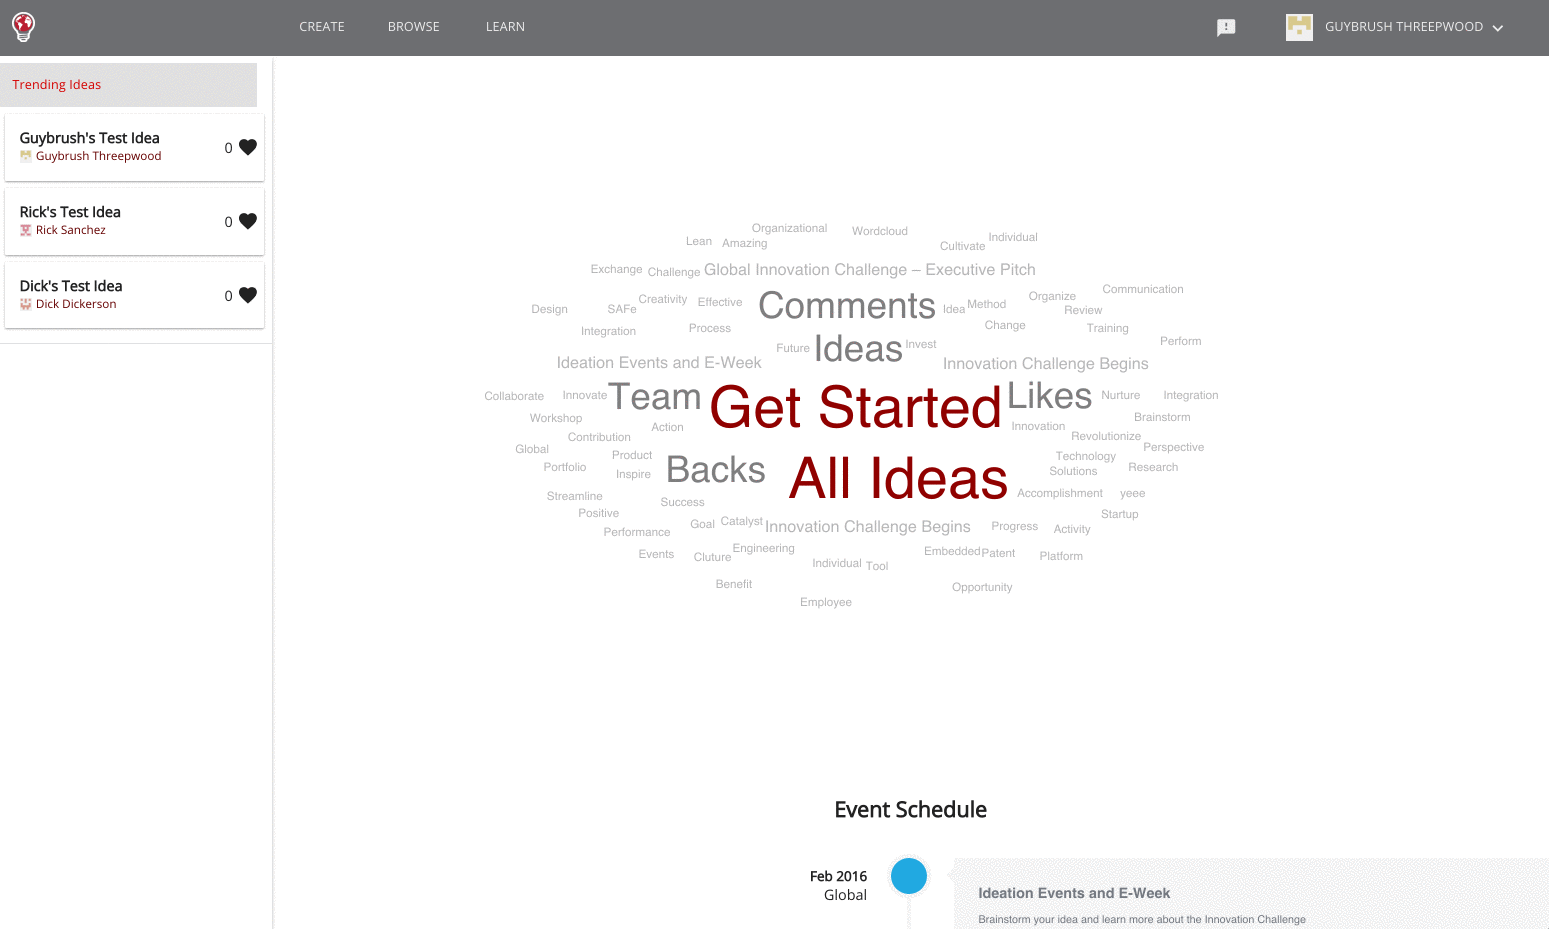 CREATE BROWSE LEARN GUYBRUSH THREEPWOOD
Trending Ideas
Guybrush's Test Idea
Guybrush Threepwood
0
Rick's Test Idea
Rick Sanchez
0
Dick's Test Idea
Dick Dickerson
0
Organizational Wordcloud Individual
Lean Amazing Cultivate
Exchange Challenge Global Innovation Challenge – Executive Pitch
Communication
Design SAFe Creativity Effective Comments Idea Method Organize Review
Integration Process Change Training
Future Ideas Invest Perform
Ideation Events and E-Week Innovation Challenge Begins
Collaborate Innovate Team Get Started Likes Nurture Integration
Workshop Action Innovation Brainstorm
Global Contribution Revolutionize Perspective
Portfolio Product Inspire Backs All Ideas Technology Solutions Research
Streamline Success Accomplishment yeee
Positive Startup
Performance Goal Catalyst Innovation Challenge Begins Progress Activity
Events Cluture Engineering Embedded Patent Platform
Individual Tool
Benefit Opportunity
Employee
Event Schedule
Feb 2016
Global
Ideation Events and E-Week
Brainstorm your idea and learn more about the Innovation Challenge